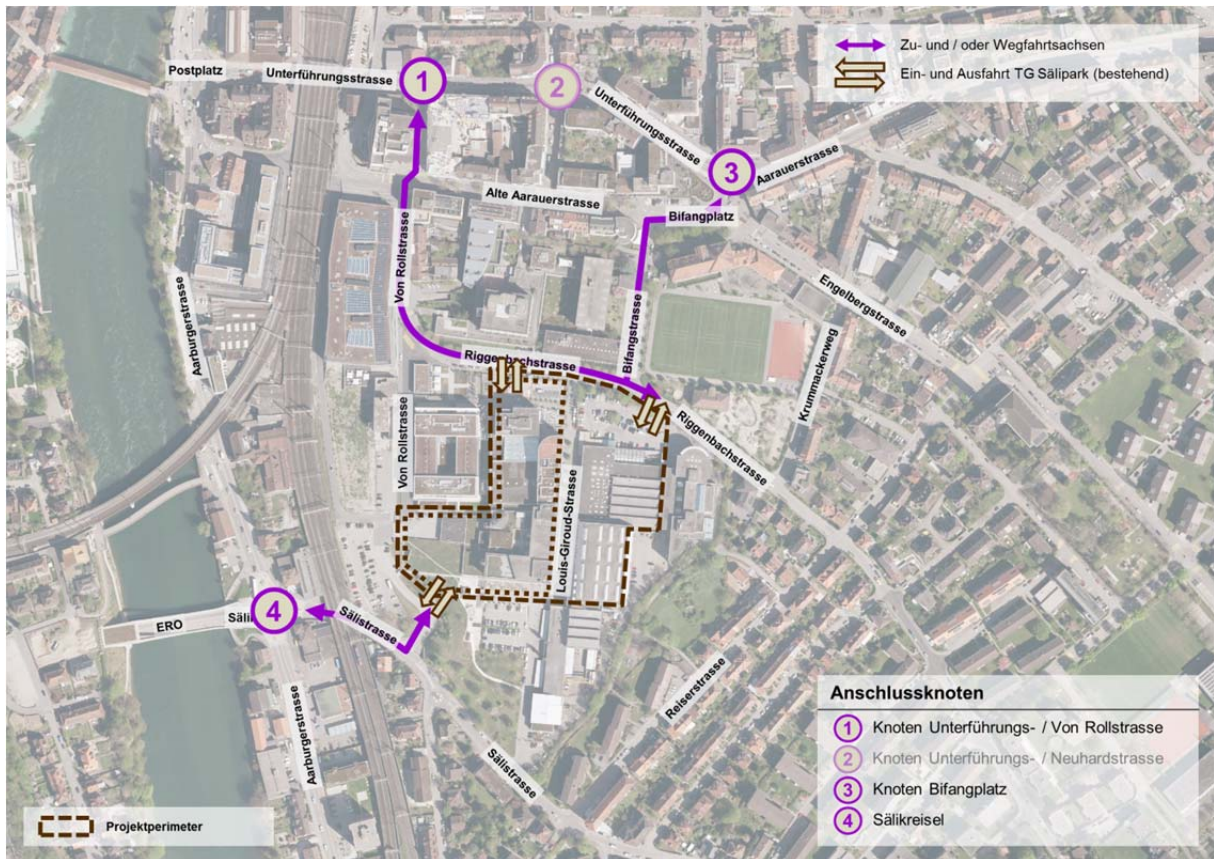 Zu- und / oder Wegfahrtsachsen
Ein- und Ausfahrt TG Sälipark (bestehend)
Postplatz
Unterführungsstrasse
1
2
Unterführungsstrasse
3
Aarauerstrasse
Alte Aarauerstrasse
Bifangplatz
Von Rollstrasse
Aarburgerstrasse
Bifangstrasse
Engelbergstrasse
Riggenbachstrasse
Krummackerweg
Riggenbachstrasse
Von Rollstrasse
Louis-Giroud-Strasse
4
Säli
ERO
Sälistrasse
Reiserstrasse
Aarburgerstrasse
Sälistrasse
Anschlussknoten
1 Knoten Unterführungs- / Von Rollstrasse
2 Knoten Unterführungs- / Neuhardstrasse
3 Knoten Bifangplatz
4 Sälikreisel
Projektperimeter